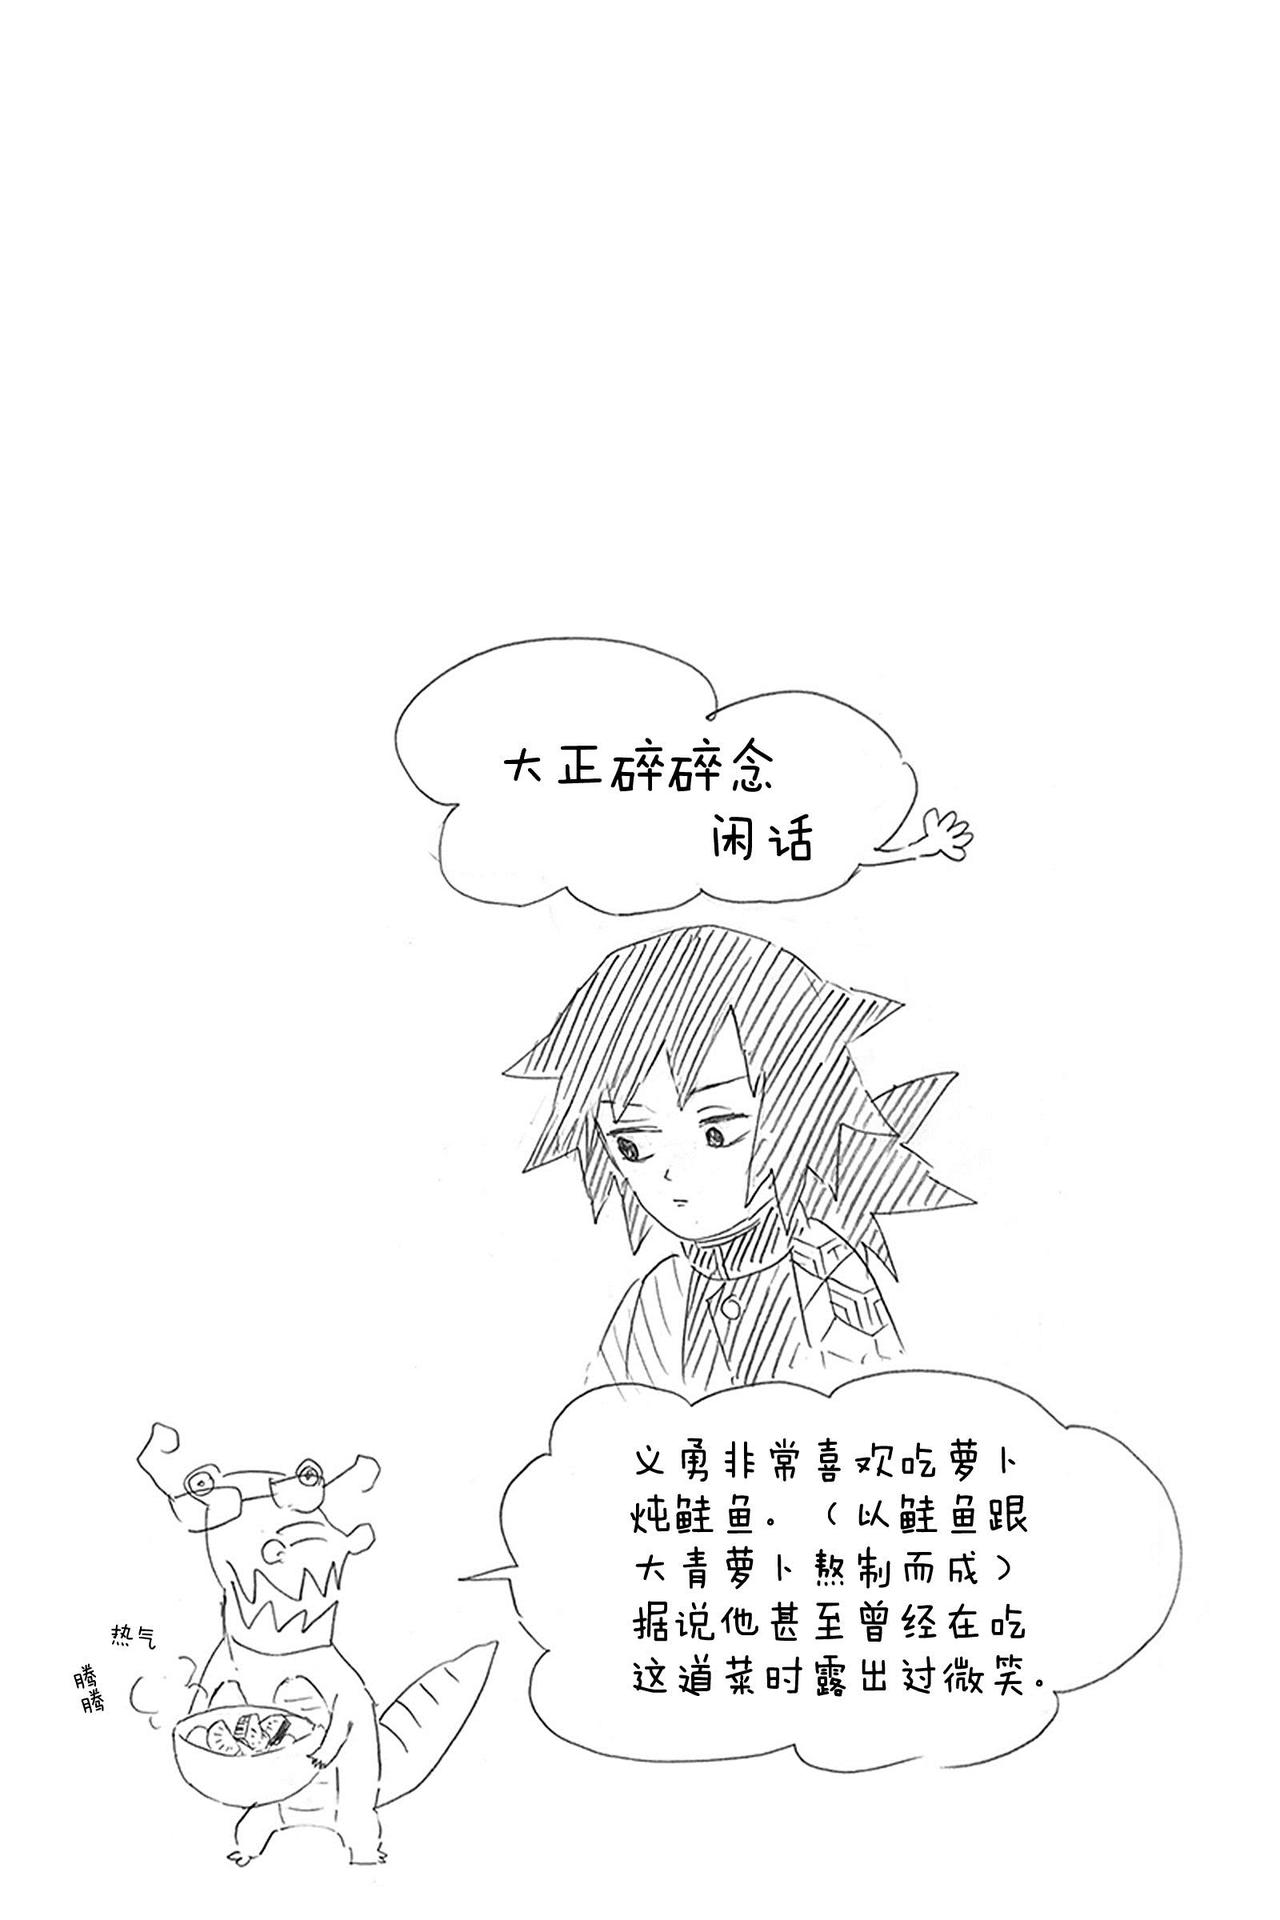 大正碎碎念
闲话
义勇非常喜欢吃萝卜
炖鲑鱼。（以鲑鱼跟
大青萝卜熬制而成）
据说他甚至曾经在吃
这道菜时露出过微笑。
热气
腾
腾